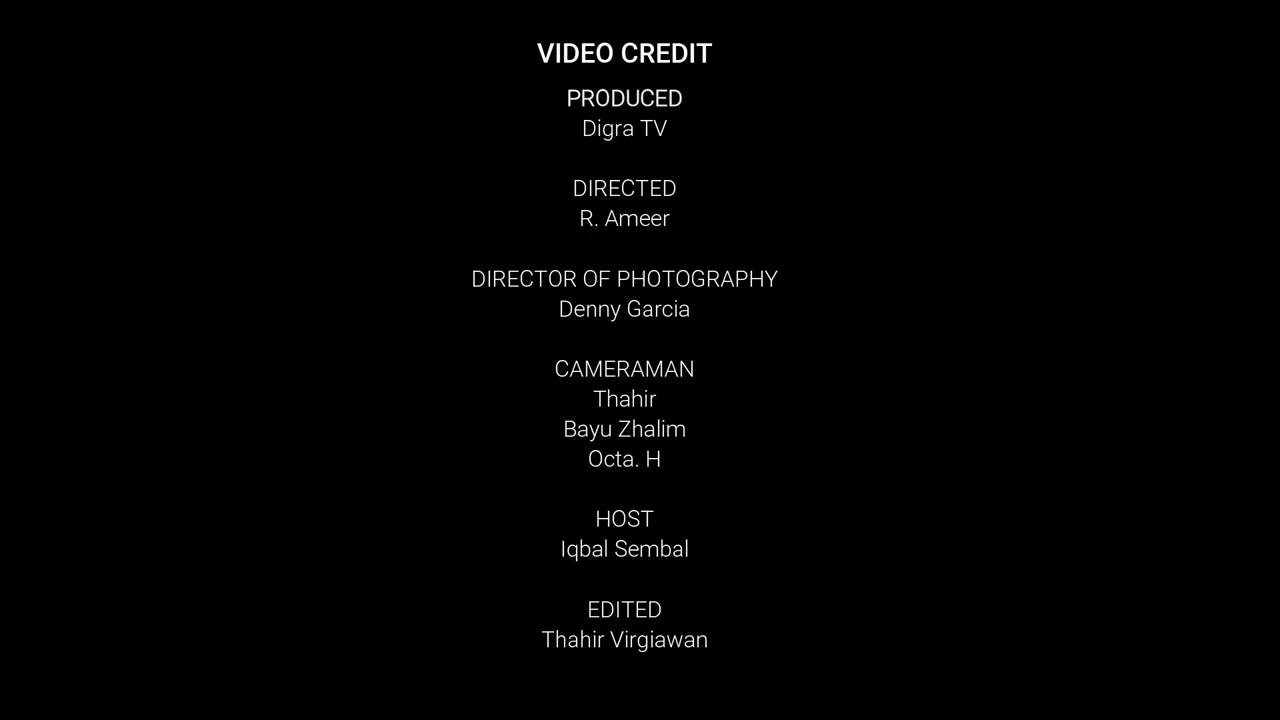 VIDEO CREDIT
PRODUCED
Digra TV
DIRECTED
R. Ameer
DIRECTOR OF PHOTOGRAPHY
Denny Garcia
CAMERAMAN
Thahir
Bayu Zhalim
Octa. H
HOST
Iqbal Sembal
EDITED
Thahir Virgiawan